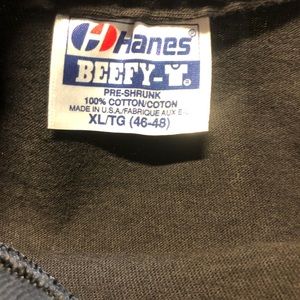 Hanes
BEEFY-
PRE-SHRUNK
100% COTTON/COTON
MADE IN U.S.A/FABRIQUE AUX É-U
XL/TG (46-48)